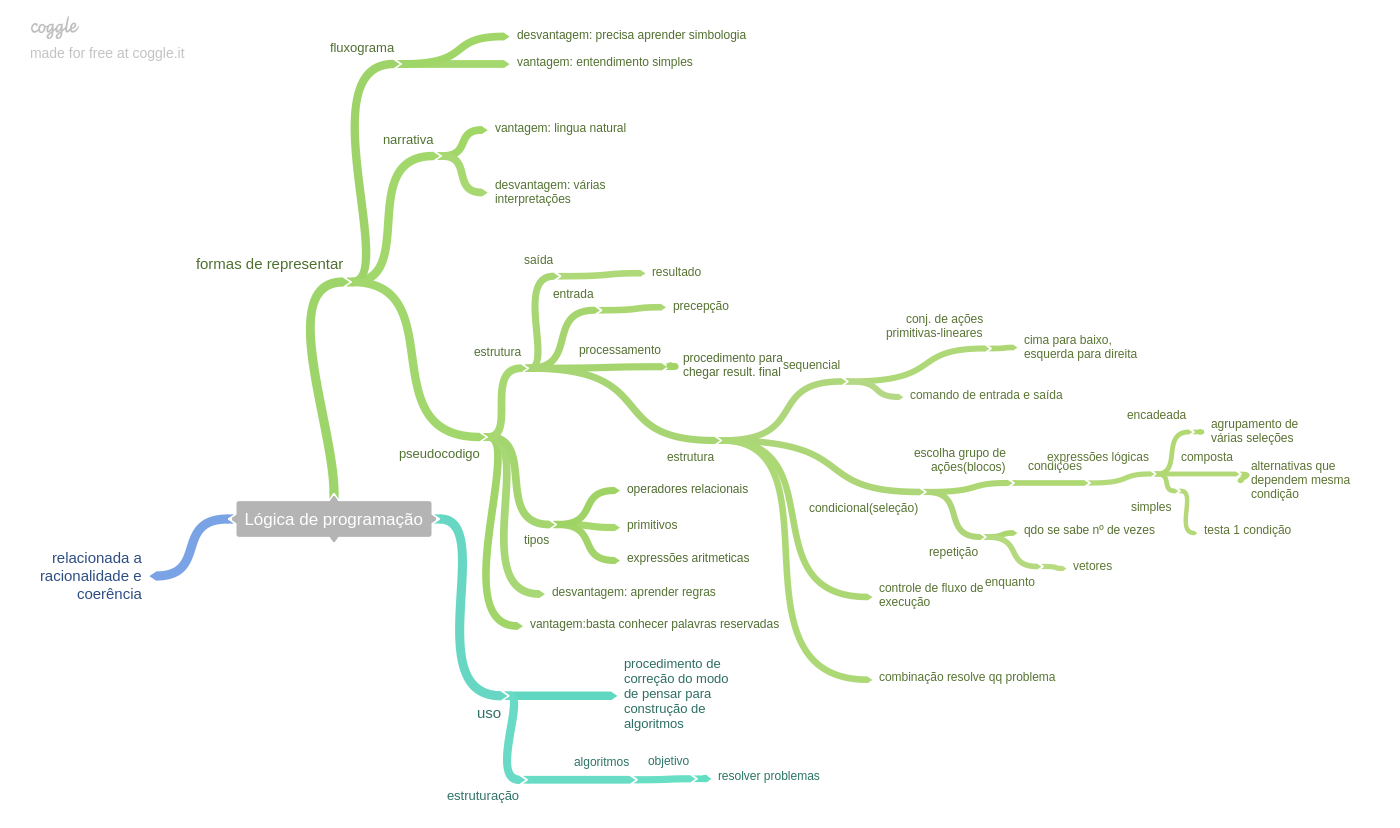 coggle
made for free at coggle.it
fluxograma
desvantagem: precisa aprender simbologia
vantagem: entendimento simples
narrativa
vantagem: lingua natural
desvantagem: várias
interpretações
formas de representar
saída
resultado
entrada
precepção
estrutura
processamento
procedimento para
chegar result. final
sequencial
conj. de ações
primitivas-lineares
cima para baixo,
esquerda para direita
comando de entrada e saída
pseudocodigo
estrutura
condicional(seleção)
escolha grupo de
ações(blocos)
condições
expressões lógicas
encadeada
agrupamento de
várias seleções
composta
alternativas que
dependem mesma
condição
simples
testa 1 condição
repetição
qdo se sabe nº de vezes
enquanto
vetores
controle de fluxo de
execução
combinação resolve qq problema
tipos
operadores relacionais
primitivos
expressões aritmeticas
desvantagem: aprender regras
vantagem:basta conhecer palavras reservadas
Lógica de programação
relacionada a
racionalidade e
coerência
uso
procedimento de
correção do modo
de pensar para
construção de
algoritmos
estruturação
algoritmos
objetivo
resolver problemas